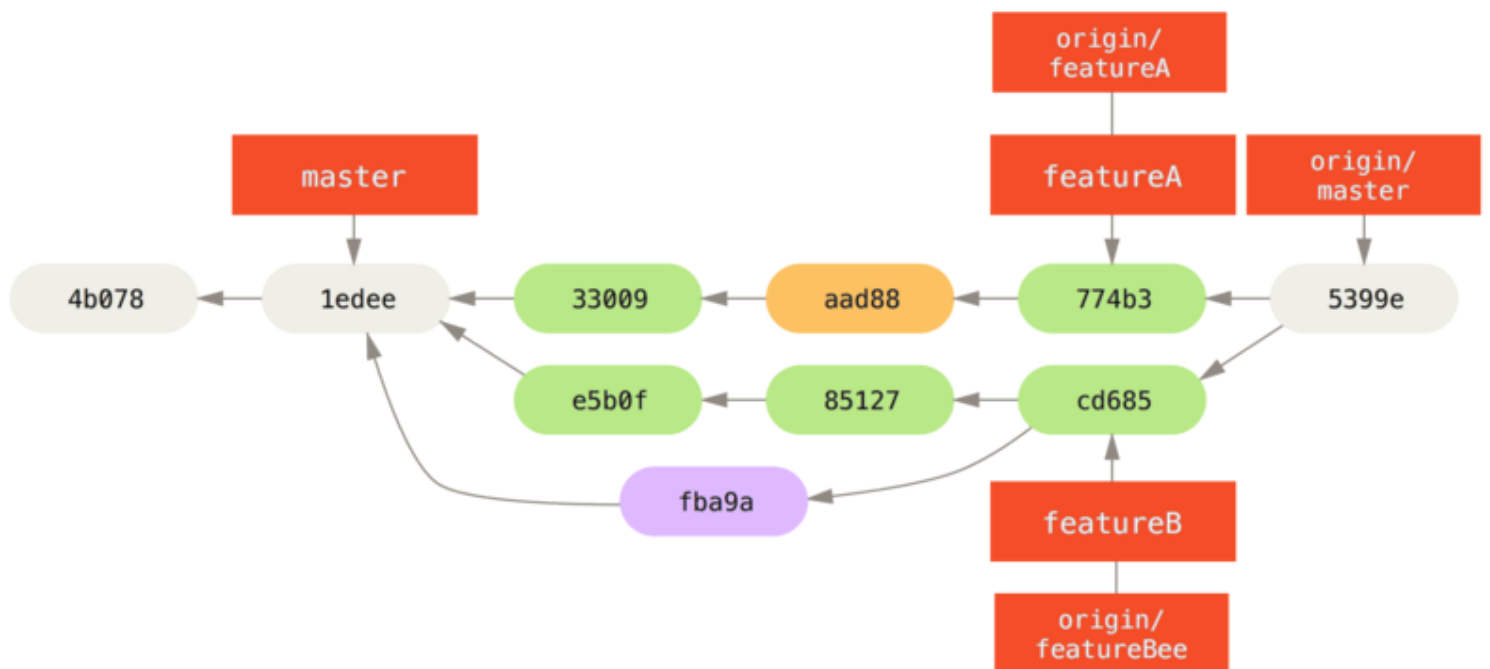 origin/
featureA
master
featureA
origin/
master
4b078
1edee
33009
aad88
774b3
5399e
e5b0f
85127
cd685
fba9a
featureB
origin/
featureBee